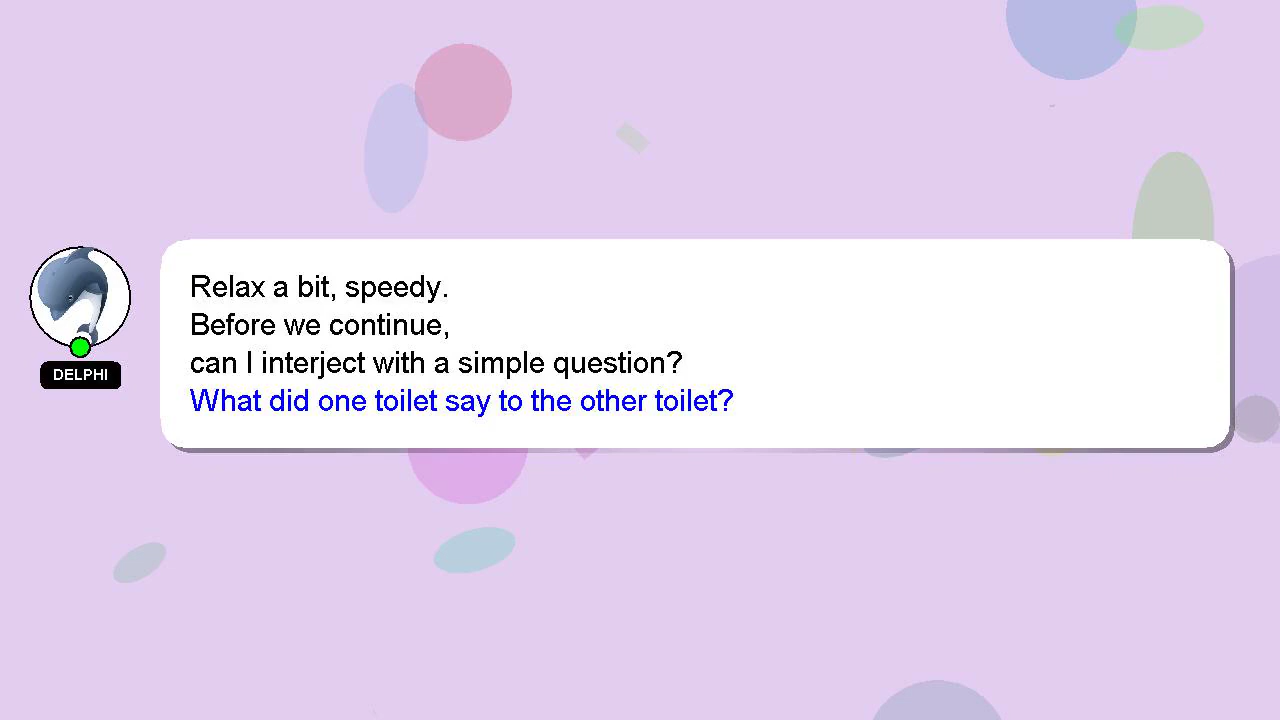 Relax a bit, speedy.
Before we continue,
can I interject with a simple question?
What did one toilet say to the other toilet?
DELPHI